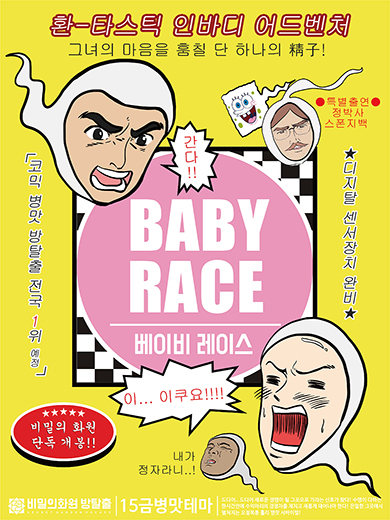 환-타스틱 인바디 어드벤처
그녀의 마음을 훔칠 단 하나의 精子!
●특별출연●
정박사
스폰지백
간다!!
「코믹 병맛 방탈출 전국 1위 예정」
★디지탈 센서장치 완비★
BABY
RACE
베이비 레이스
이... 이쿠요!!!!
★★★★★
비밀의 화원
단독 개봉!!
내가
정자라니..!
비밀의화원 방탈출
15금병맛테마